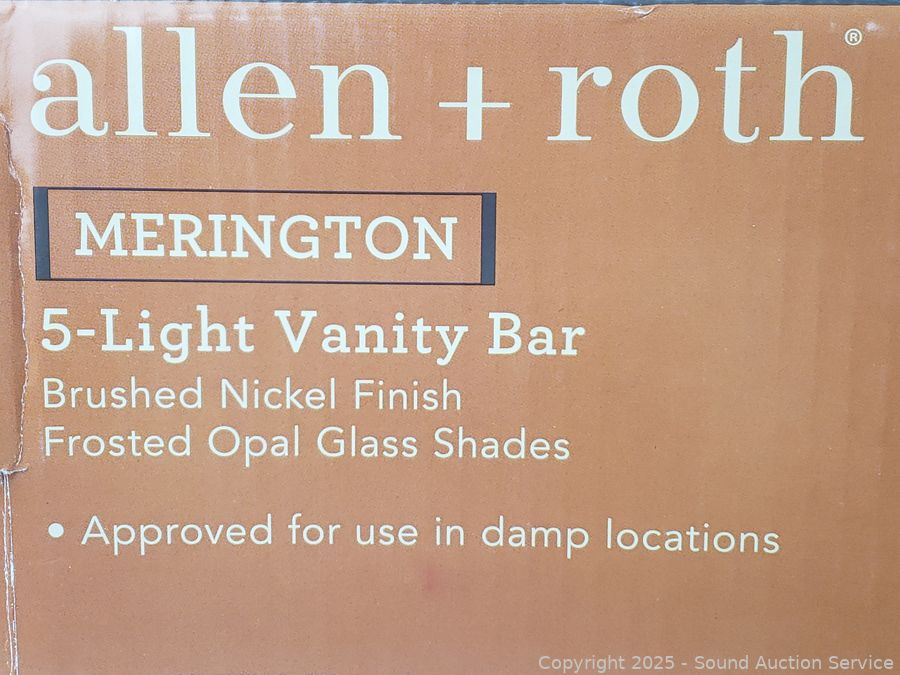 allen + roth®
MERINGTON
5-Light Vanity Bar
Brushed Nickel Finish
Frosted Opal Glass Shades
• Approved for use in damp locations
Copyright 2025 - Sound Auction Service